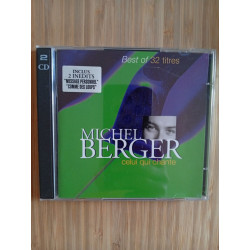 2
CD
Best of 32 titres
INCLUS
2 INEDITS
"MESSAGE PERSONNEL"
"COMME DES LOUPS"
MICHEL
BERGER
celui qui chante